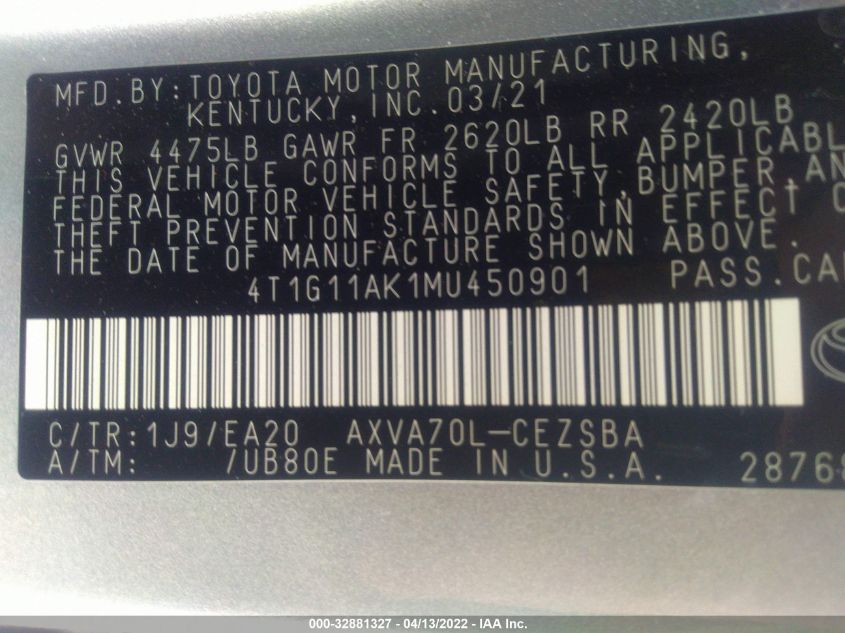 MFD.BY:TOYOTA MOTOR MANUFACTURING,
KENTUCKY,INC.03/21
GVWR 4475LB GAWR FR 2620LB RR 2420LB
THIS VEHICLE CONFORMS TO ALL APPLICABL
FEDERAL MOTOR VEHICLE SAFETY,BUMPER,AN
THEFT PREVENTION STANDARDS IN EFFECT
THE DATE OF MANUFACTURE SHOWN ABOVE.
4T1G11AK1MU450901 PASS.CA
C/TR:1J9/EA20 AXVA70L-CEZSBA
A/TM: /UB80E MADE IN U.S.A. 2876
000-32881327 - 04/13/2022 - IAA Inc.